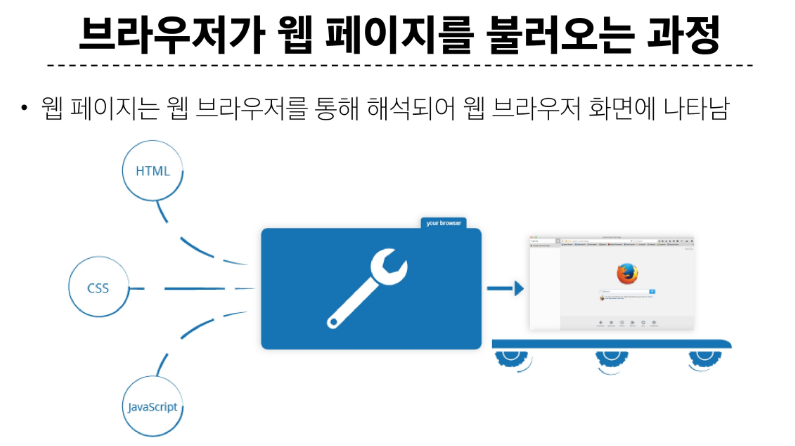 브라우저가 웹 페이지를 불러오는 과정
• 웹 페이지는 웹 브라우저를 통해 해석되어 웹 브라우저 화면에 나타남
HTML
your browser
CSS
JavaScript